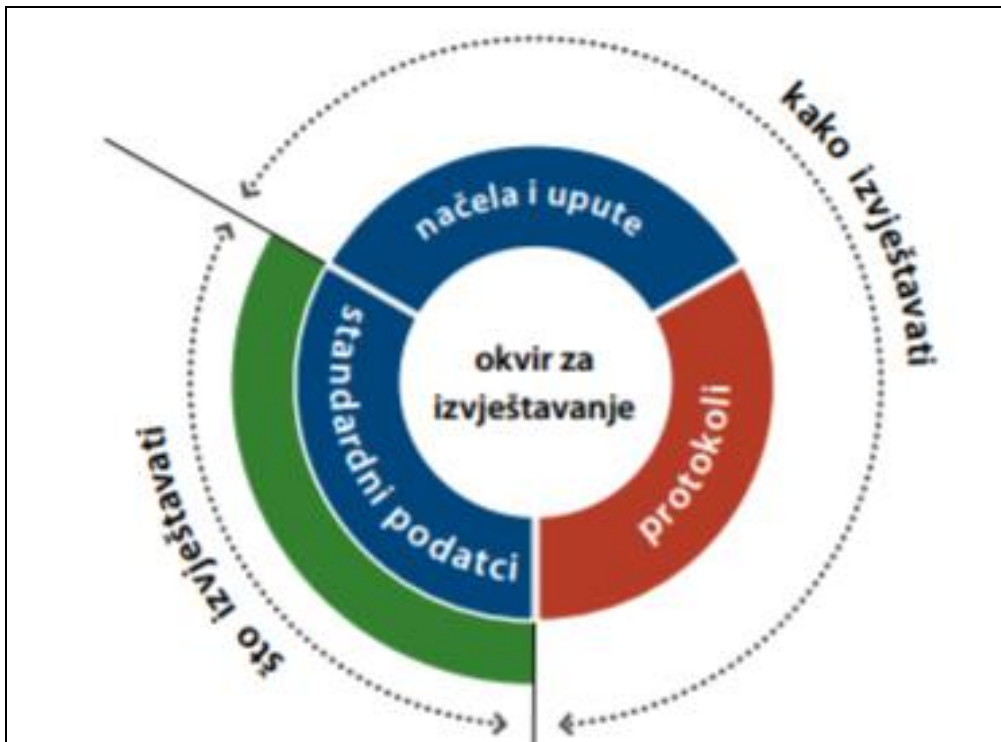 kako izvještavati
načela i upute
okvir za
izvještavanje
standardni podatci
protokoli
što izvještavati